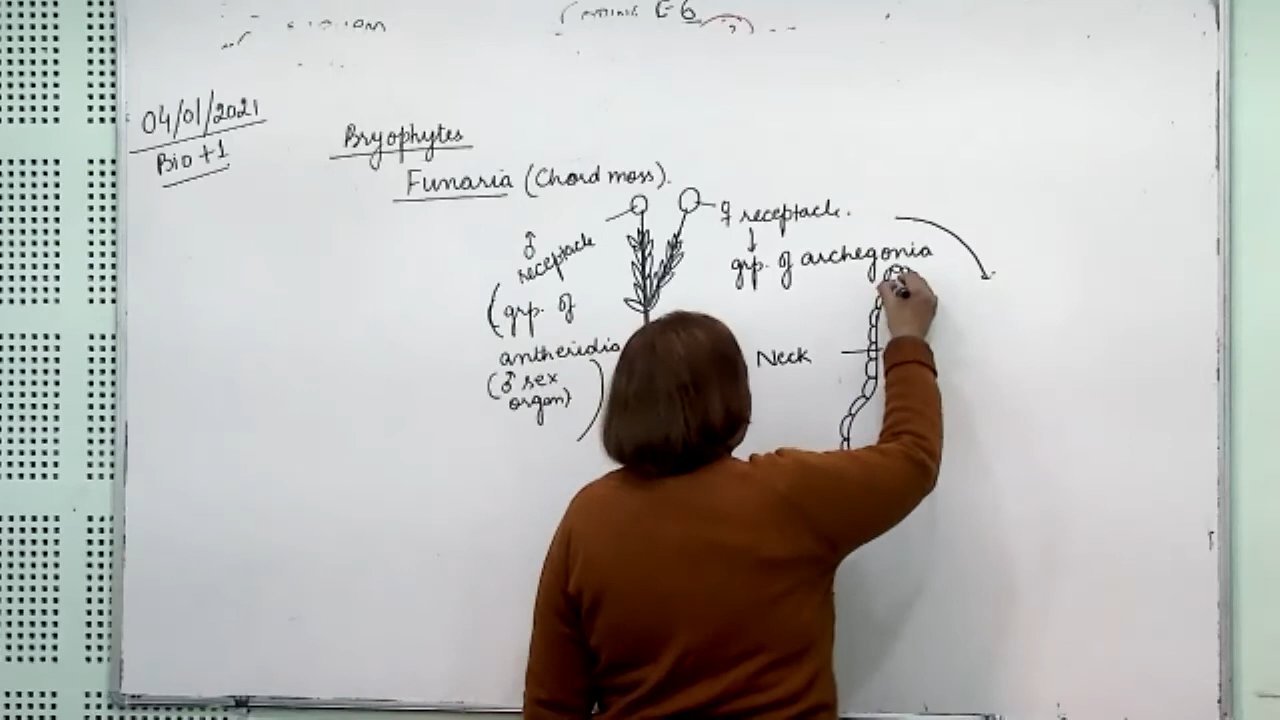 04/01/2021
Bio +1
Bryophytes
Funaria (Chord moss).
♀ receptacle.
↓
grp. of archegonia
♂
receptacle
(grp. of
antheridia
(♂ sex
organ))
Neck